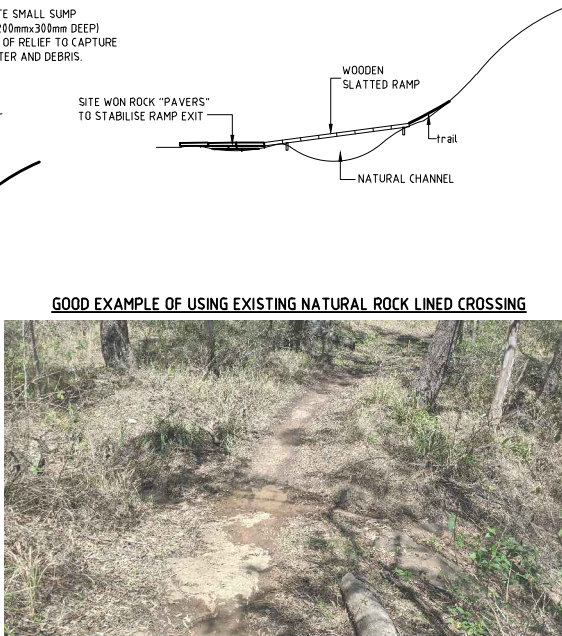 TE SMALL SUMP
200mmx300mm DEEP)
OF RELIEF TO CAPTURE
TER AND DEBRIS.
WOODEN
SLATTED RAMP
SITE WON ROCK "PAVERS"
TO STABILISE RAMP EXIT
trail
NATURAL CHANNEL
GOOD EXAMPLE OF USING EXISTING NATURAL ROCK LINED CROSSING